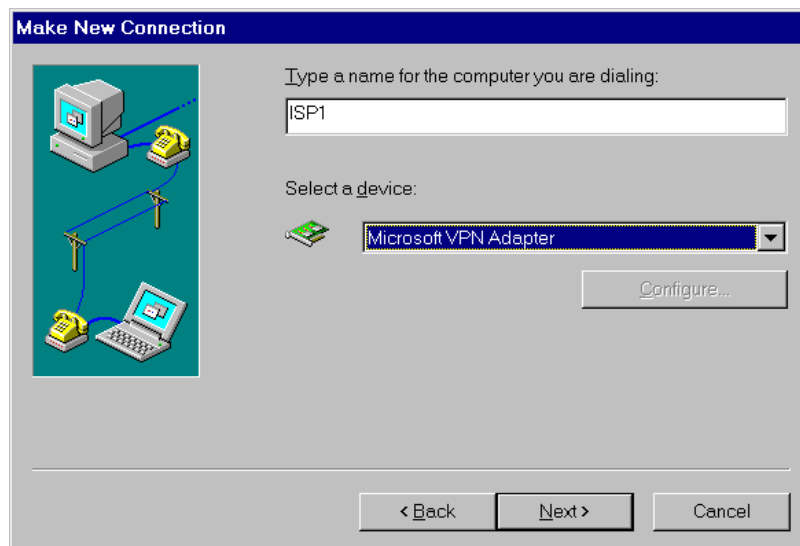 Make New Connection
Type a name for the computer you are dialing:
ISP1
Select a device:
Microsoft VPN Adapter
Configure...
< Back
Next >
Cancel